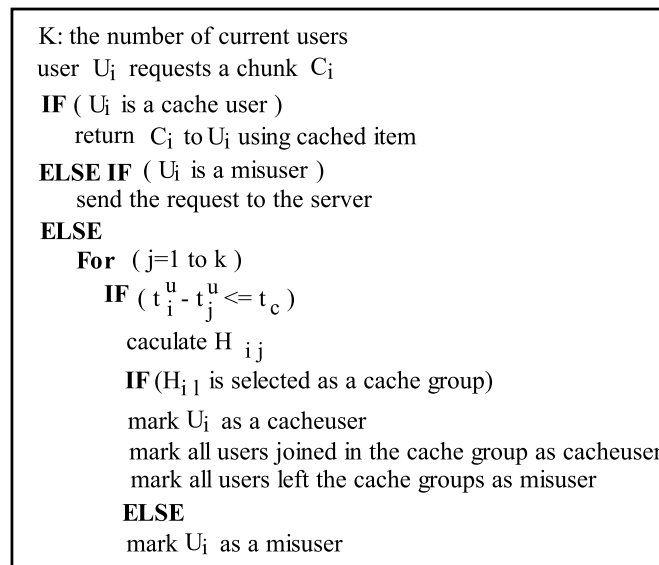 K: the number of current users
user U_i requests a chunk C_i
IF ( U_i is a cache user )
return C_i to U_i using cached item
ELSE IF ( U_i is a misuser )
send the request to the server
ELSE
For ( j=1 to k )
IF ( t_i^u - t_j^u <= t_c )
caculate H_ij
IF (H_il is selected as a cache group)
mark U_i as a cacheuser
mark all users joined in the cache group as cacheuser
mark all users left the cache groups as misuser
ELSE
mark U_i as a misuser